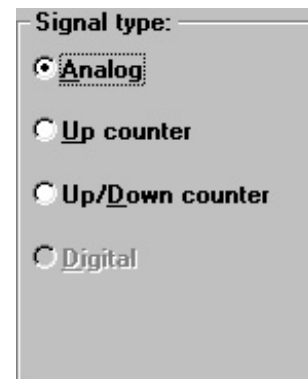 Signal type:
Analog
Up counter
Up/Down counter
Digital